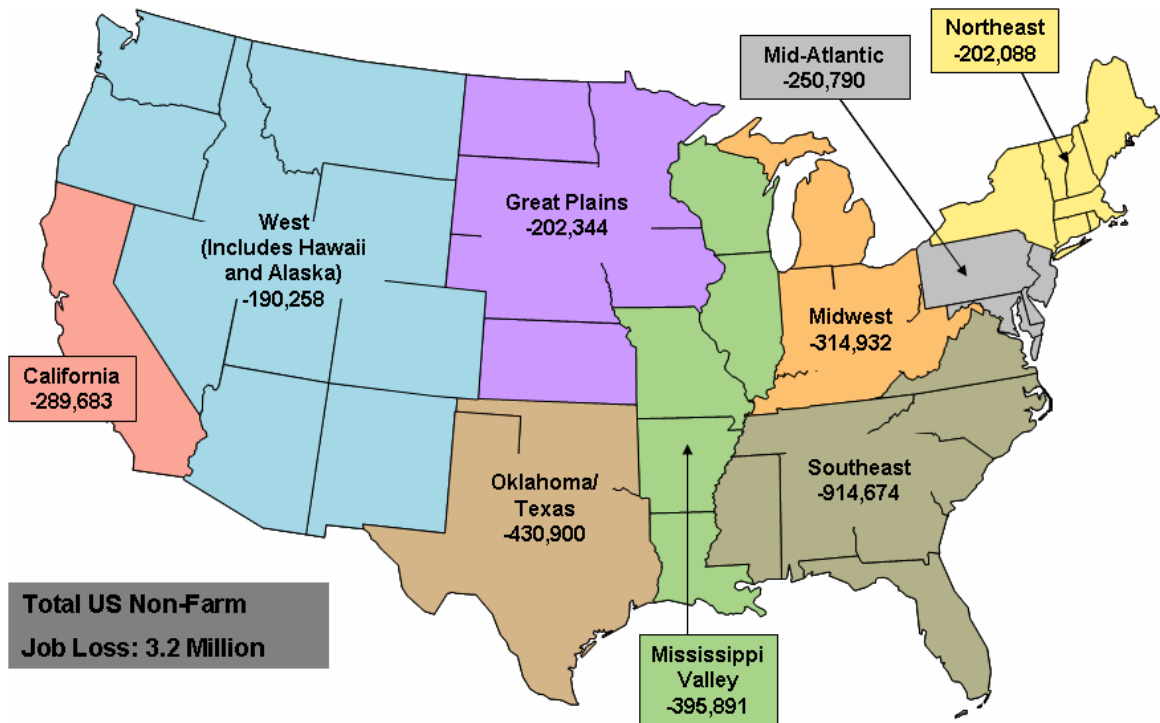 Northeast
-202,088
Mid-Atlantic
-250,790
Great Plains
-202,344
West
(Includes Hawaii
and Alaska)
-190,258
Midwest
-314,932
California
-289,683
Southeast
-914,674
Oklahoma/
Texas
-430,900
Total US Non-Farm
Job Loss: 3.2 Million
Mississippi
Valley
-395,891